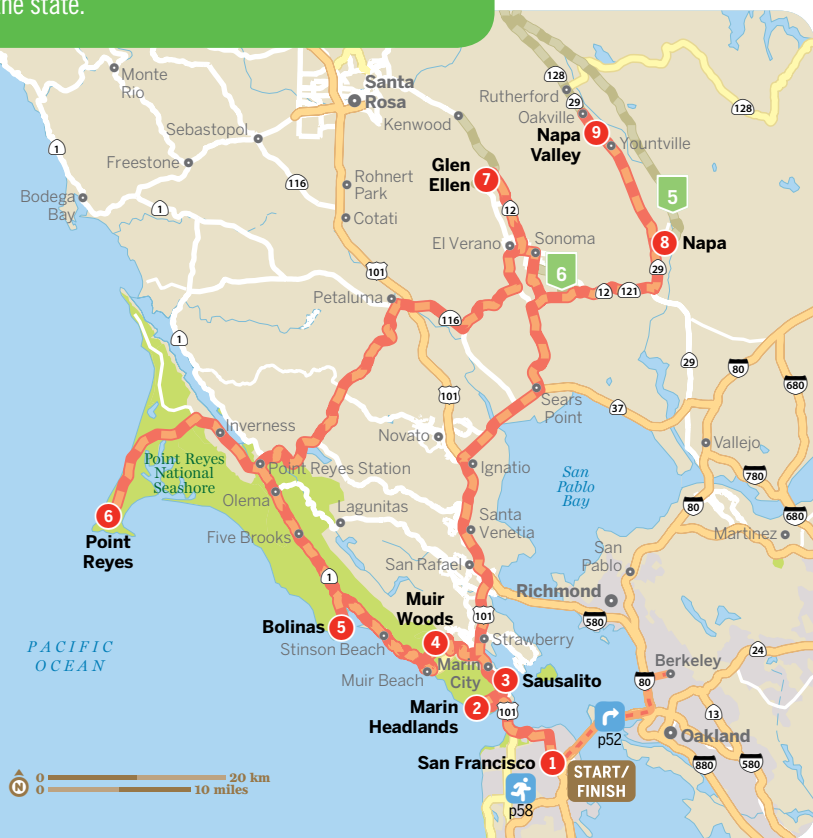 the state.
Monte
Rio
Santa
Rosa
128
Rutherford
29
Oakville
128
Kenwood
Napa
Valley
9
Yountville
Sebastopol
1
Freestone
Glen
Ellen
7
116
Rohnert
Park
Bodega
Bay
1
Cotati
12
5
El Verano
Sonoma
8
Napa
101
6
29
12
121
Petaluma
116
1
29
80
680
101
Sears
Point
37
Inverness
Novato
Vallejo
Point Reyes
National
Seashore
Point Reyes Station
Ignatio
San
Pablo
Bay
780
Olema
Lagunitas
80
680
6
Point
Reyes
Five Brooks
Santa
Venetia
Martinez
San
Pablo
San Rafael
1
Richmond
Muir
Woods
101
580
Bolinas
5
4
Strawberry
Stinson Beach
24
PACIFIC
OCEAN
Marin
City
Berkeley
Muir Beach
3
Sausalito
80
Marin
Headlands
2
101
13
p52
Oakland
San Francisco
1
START/
FINISH
880
580
N
0
20 km
0
10 miles
p58